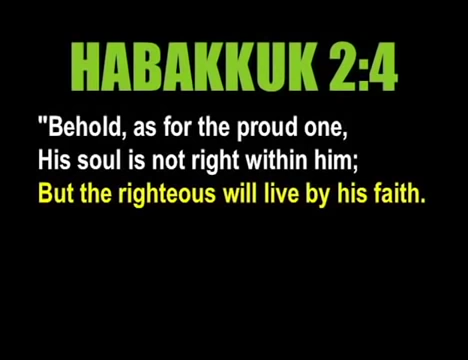 HABAKKUK 2:4
"Behold, as for the proud one,
His soul is not right within him;
But the righteous will live by his faith.